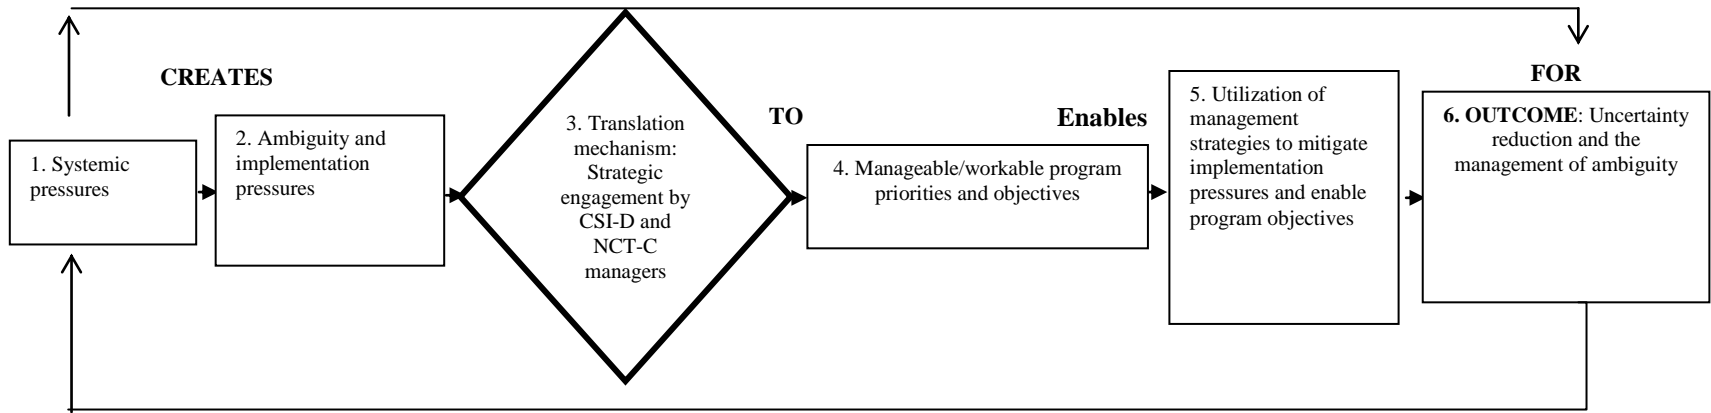 CREATES
1. Systemic
pressures
2. Ambiguity and
implementation
pressures
3. Translation
mechanism:
Strategic
engagement by
CSI-D and
NCT-C
managers
TO
4. Manageable/workable program
priorities and objectives
Enables
5. Utilization of
management
strategies to mitigate
implementation
pressures and enable
program objectives
FOR
6. OUTCOME: Uncertainty
reduction and the
management of ambiguity